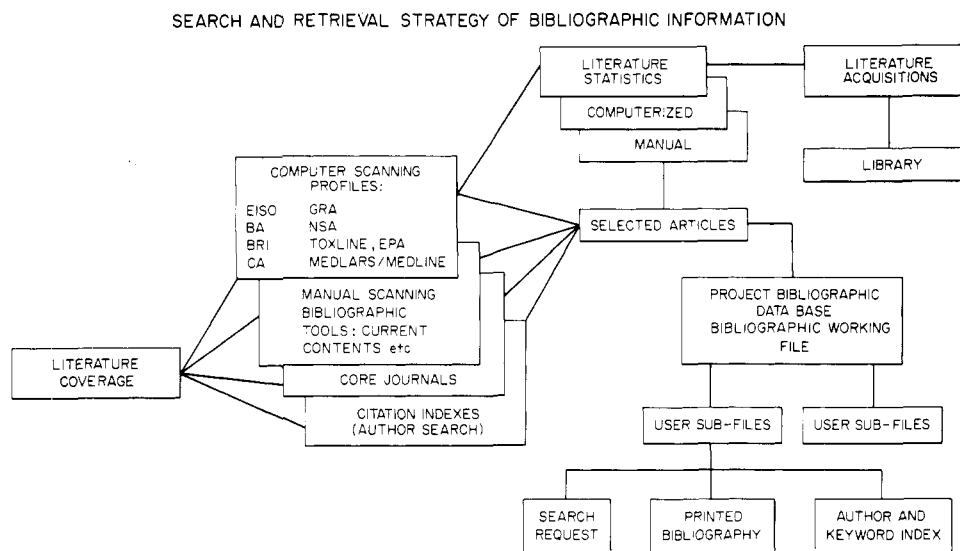 SEARCH AND RETRIEVAL STRATEGY OF BIBLIOGRAPHIC INFORMATION
LITERATURE
STATISTICS
LITERATURE
ACQUISITIONS
COMPUTERIZED
MANUAL
LIBRARY
COMPUTER SCANNING
PROFILES:
EISO GRA
BA NSA
BRI TOXLINE, EPA
CA MEDLARS/MEDLINE
SELECTED ARTICLES
MANUAL SCANNING
BIBLIOGRAPHIC
TOOLS: CURRENT
CONTENTS etc
PROJECT BIBLIOGRAPHIC
DATA BASE
BIBLIOGRAPHIC WORKING
FILE
LITERATURE
COVERAGE
CORE JOURNALS
CITATION INDEXES
(AUTHOR SEARCH)
USER SUB-FILES
USER SUB-FILES
SEARCH
REQUEST
PRINTED
BIBLIOGRAPHY
AUTHOR AND
KEYWORD INDEX